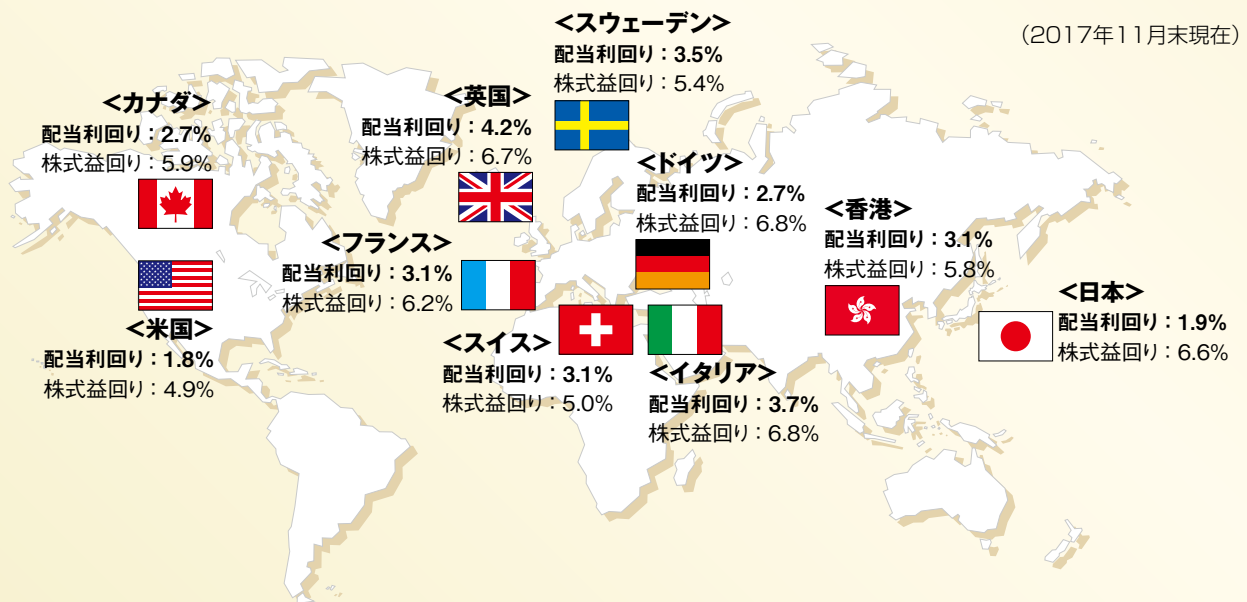 (2017年11月末現在)
<スウェーデン>
配当利回り:3.5%
株式益回り:5.4%
<カナダ>
配当利回り:2.7%
株式益回り:5.9%
<英国>
配当利回り:4.2%
株式益回り:6.7%
<ドイツ>
配当利回り:2.7%
株式益回り:6.8%
<香港>
配当利回り:3.1%
株式益回り:5.8%
<フランス>
配当利回り:3.1%
株式益回り:6.2%
<日本>
配当利回り:1.9%
株式益回り:6.6%
<米国>
配当利回り:1.8%
株式益回り:4.9%
<スイス>
配当利回り:3.1%
株式益回り:5.0%
<イタリア>
配当利回り:3.7%
株式益回り:6.8%